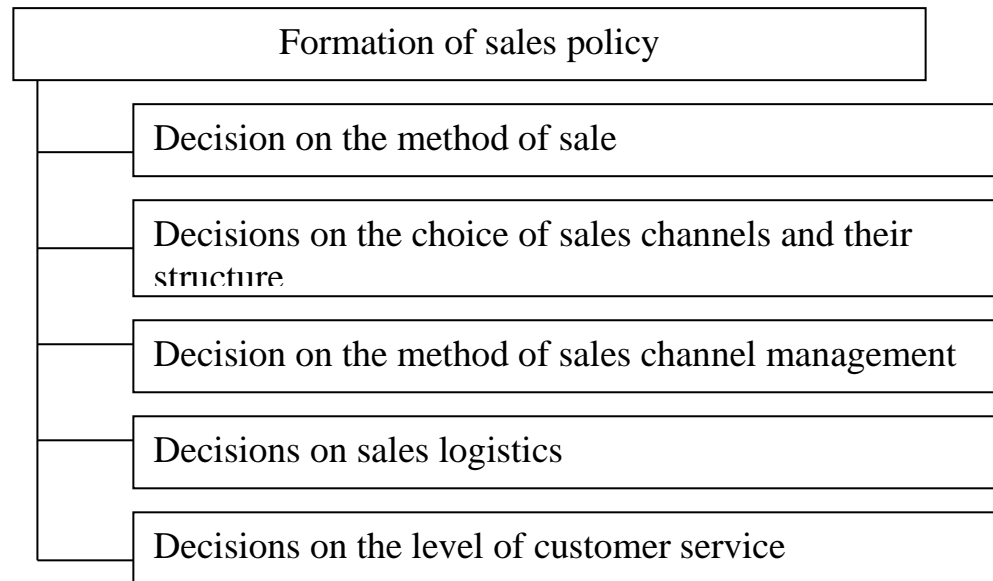 Formation of sales policy
Decision on the method of sale
Decisions on the choice of sales channels and their
structure
Decision on the method of sales channel management
Decisions on sales logistics
Decisions on the level of customer service